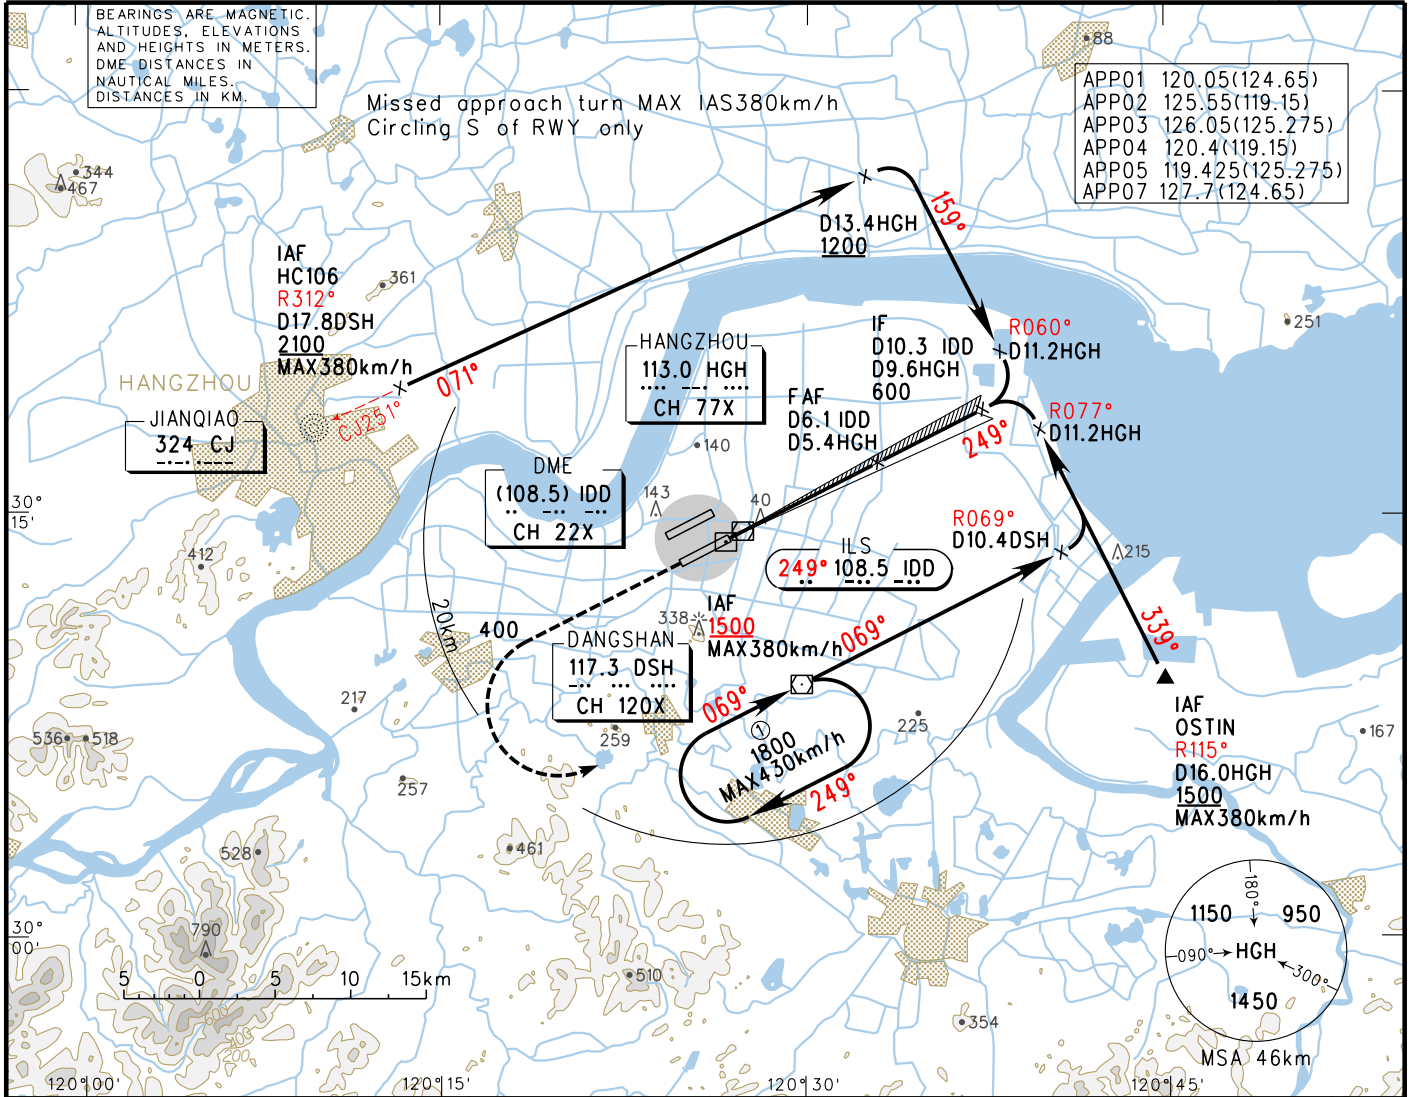 BEARINGS ARE MAGNETIC.
ALTITUDES, ELEVATIONS
AND HEIGHTS IN METERS.
DME DISTANCES IN
NAUTICAL MILES.
DISTANCES IN KM.
Missed approach turn MAX IAS380km/h
Circling S of RWY only
APP01 120.05(124.65)
APP02 125.55(119.15)
APP03 126.05(125.275)
APP04 120.4(119.15)
APP05 119.425(125.275)
APP07 127.7(124.65)
88
344
467
D13.4HGH
1200
159°
IAF
HC106
R312°
D17.8DSH
2100
MAX380km/h
361
251
HANGZHOU
071°
CJ251°
JIANQIAO
324 CJ
HANGZHOU
113.0 HGH
CH 77X
IF
D10.3 IDD
D9.6HGH
600
R060°
D11.2HGH
FAF
D6.1 IDD
D5.4HGH
249°
R077°
D11.2HGH
140
DME
(108.5) IDD
CH 22X
143
40
30°
15'
R069°
D10.4DSH
ILS
249° 108.5 IDD
215
412
20km
400
338
IAF
1500
MAX380km/h
069°
339°
DANGSHAN
117.3 DSH
CH 120X
069°
1
1800
MAX430km/h
249°
217
259
225
536
518
257
167
IAF
OSTIN
R115°
D16.0HGH
1500
MAX380km/h
528
461
790
30°
00'
510
354
5 0 5 10 15km
400
200
180°
1150
950
090°
HGH
300°
1450
MSA 46km
120°00'
120°15'
120°30'
120°45'